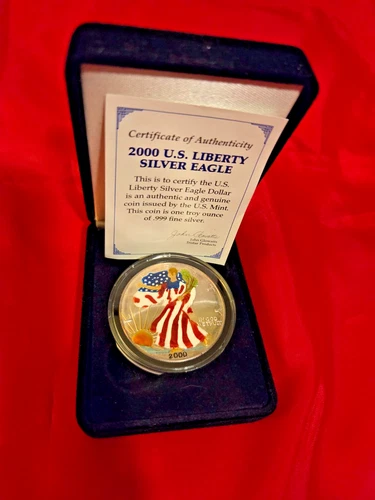 Certificate of Authenticity
2000 U.S. LIBERTY
SILVER EAGLE
This is to certify the U.S.
Liberty Silver Eagle Dollar
is an authentic and genuine
coin issued by the U.S. Mint.
This coin is one troy ounce
of .999 fine silver.
2000